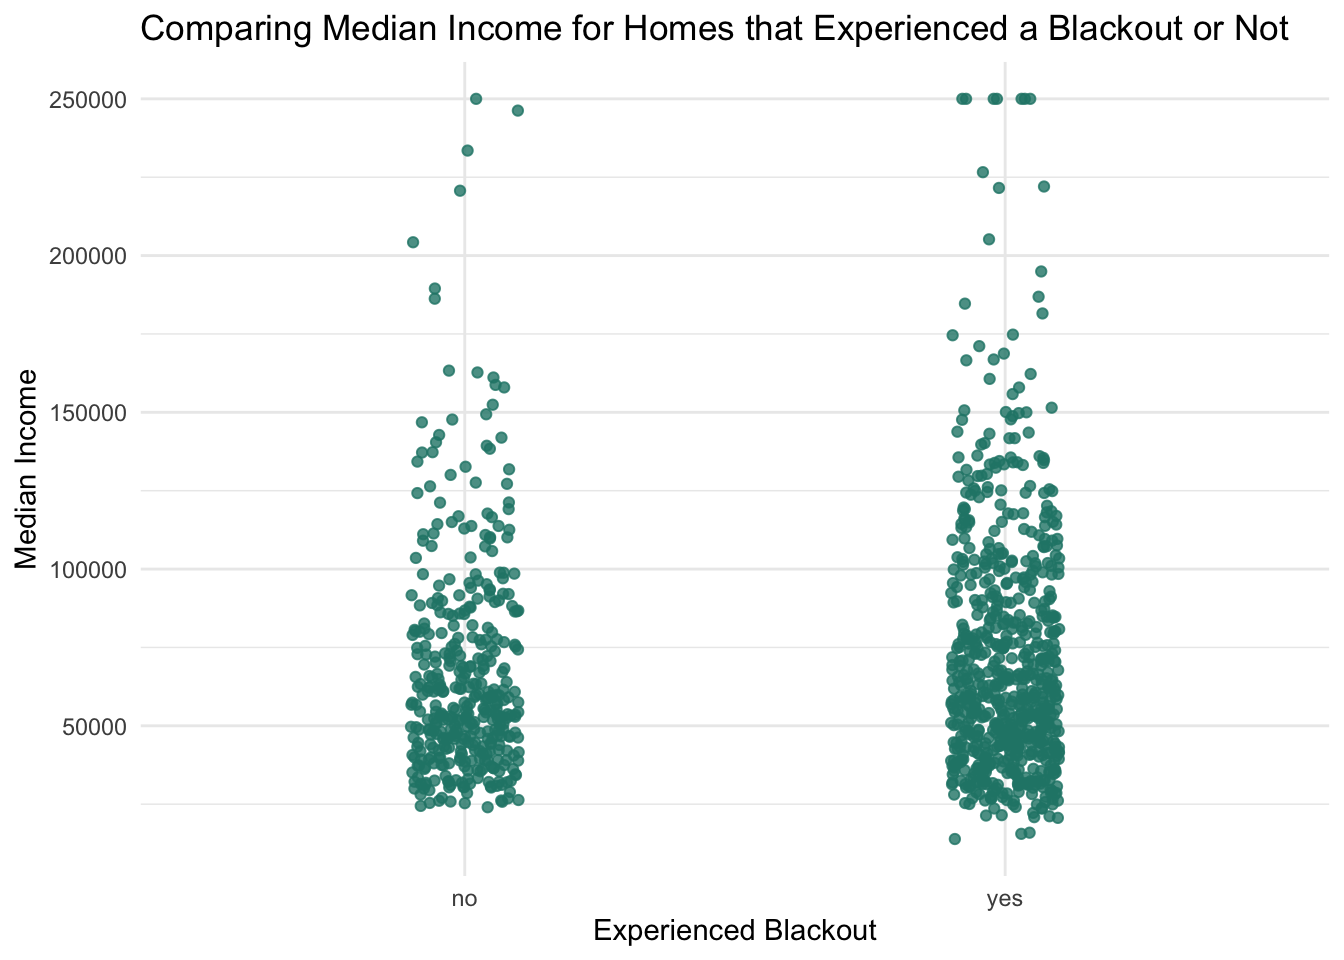 Comparing Median Income for Homes that Experienced a Blackout or Not
250000
200000
150000
100000
50000
Median Income
no
yes
Experienced Blackout